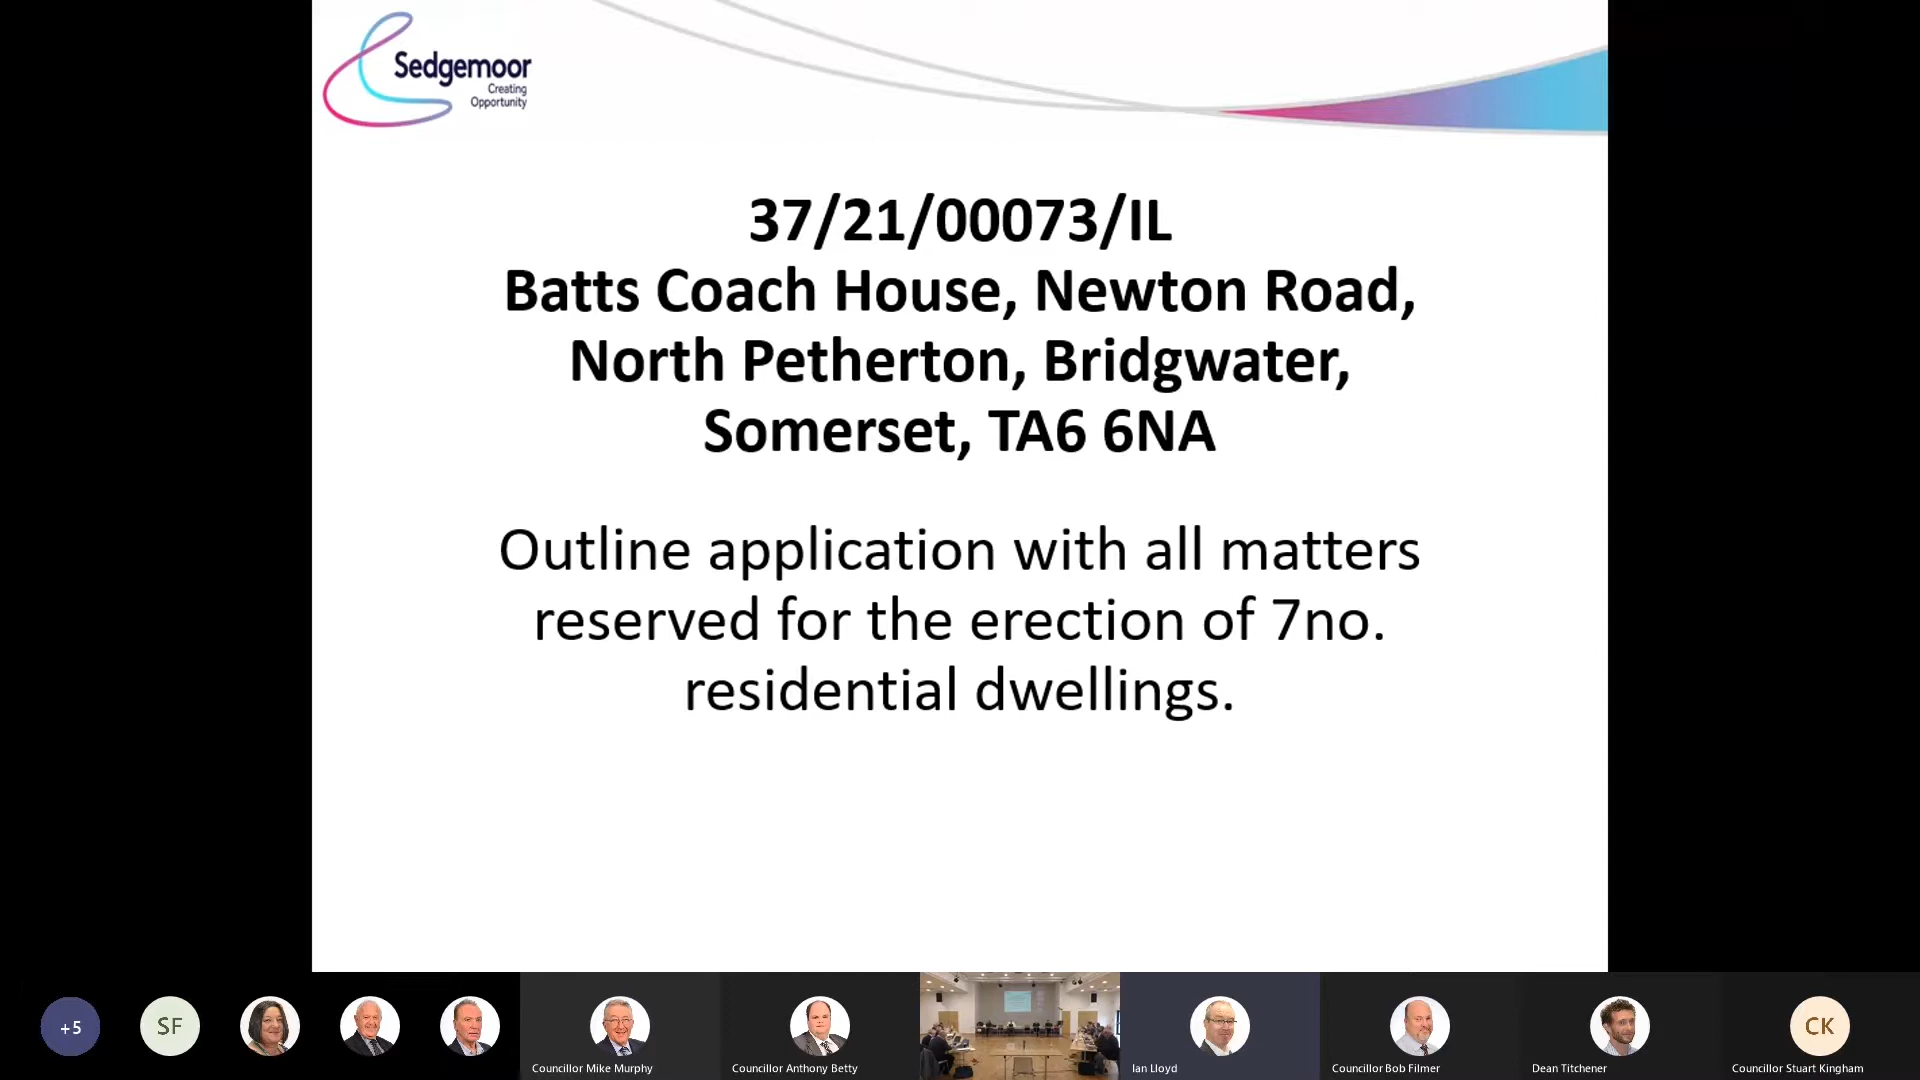 Sedgemoor
Creating
Opportunity
37/21/00073/IL
Batts Coach House, Newton Road,
North Petherton, Bridgwater,
Somerset, TA6 6NA
Outline application with all matters
reserved for the erection of 7no.
residential dwellings.
+5
SF
CK
Councillor Mike Murphy
Councillor Anthony Betty
Ian Lloyd
Councillor Bob Filmer
Dean Titchener
Councillor Stuart Kingham